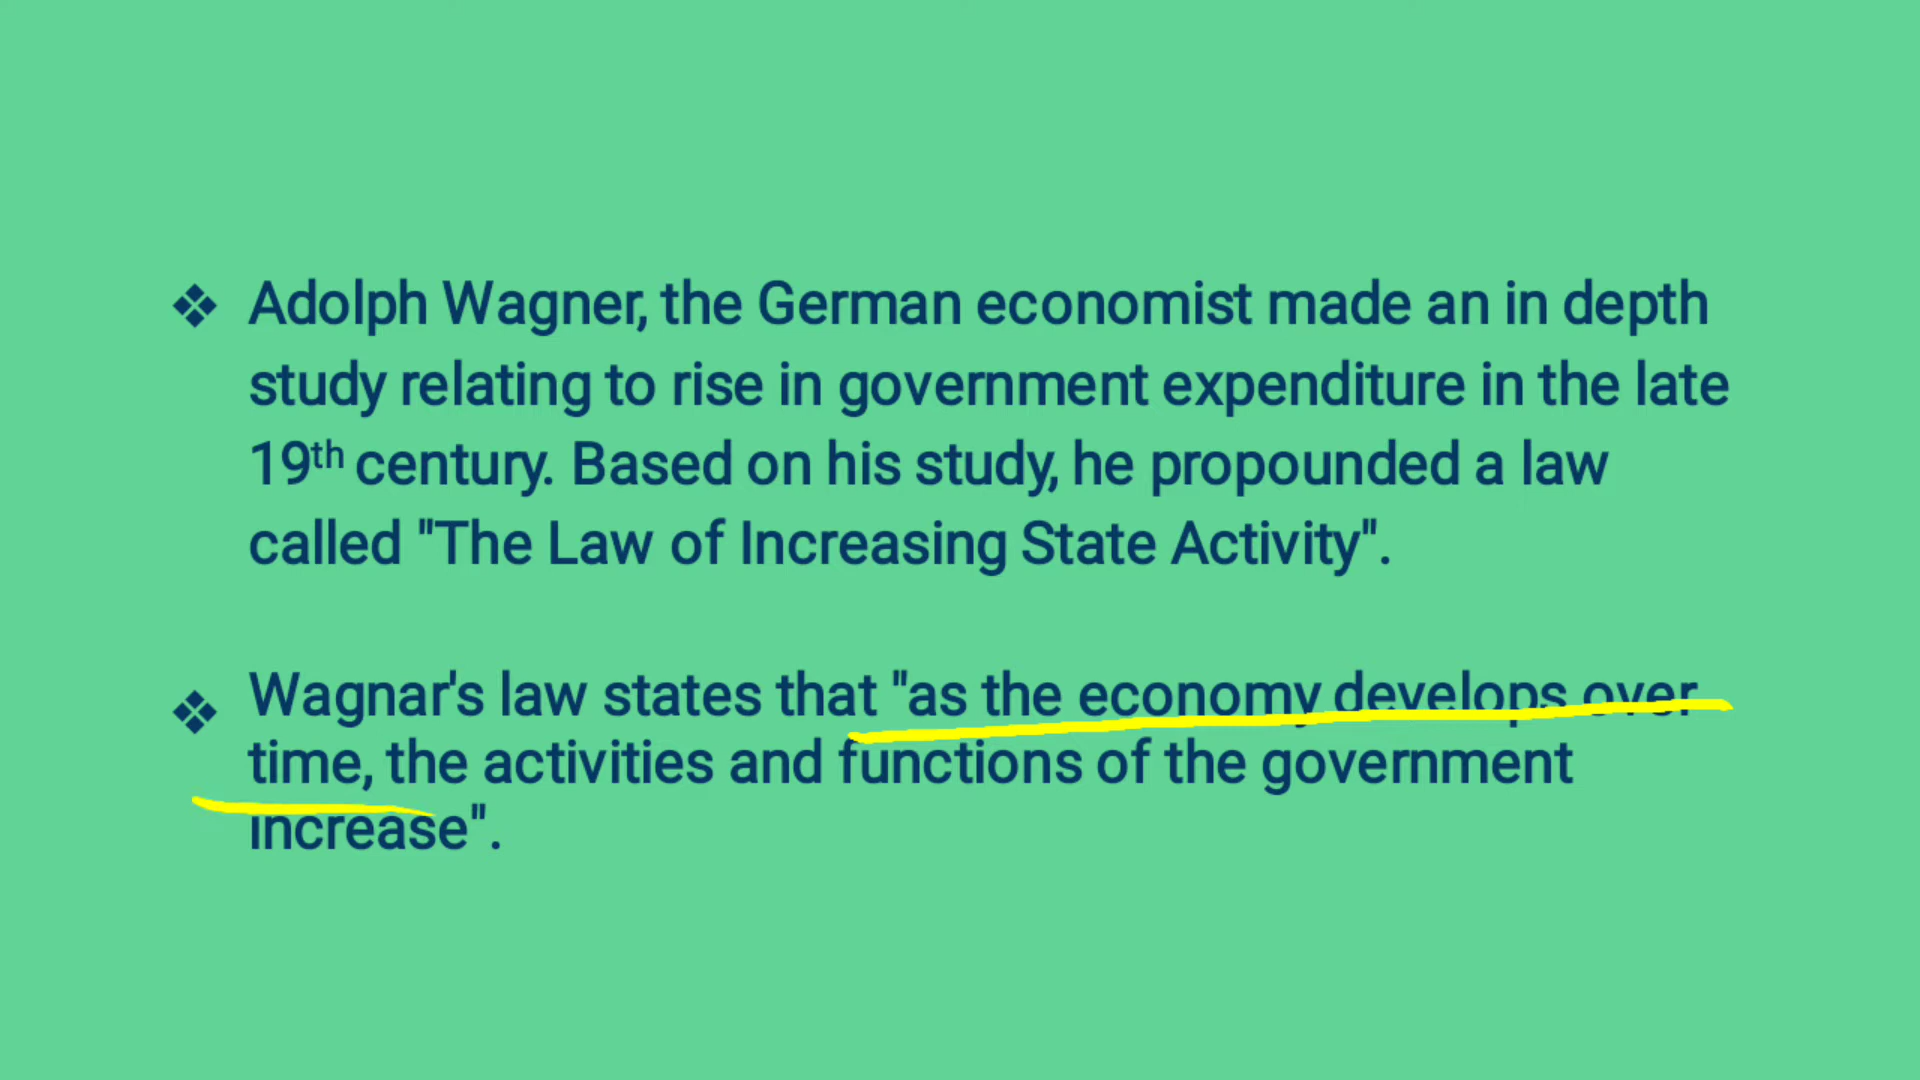 ❖ Adolph Wagner, the German economist made an in depth
study relating to rise in government expenditure in the late
19th century. Based on his study, he propounded a law
called "The Law of Increasing State Activity".
❖ Wagnar's law states that "as the economy develops over
time, the activities and functions of the government
increase".